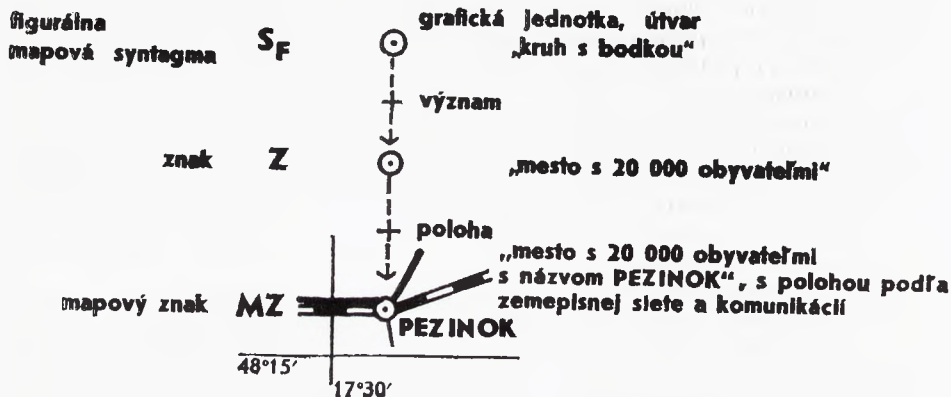 figurálna
mapová syntagma
S_F
grafická jednotka, útvar
„kruh s bodkou“
význam
znak Z „mesto s 20 000 obyvateľmi“
poloha
„mesto s 20 000 obyvateľmi
s názvom PEZINOK“, s polohou podľa
zemepisnej siete a komunikácií
mapový znak MZ
PEZINOK
48°15′
17°30′